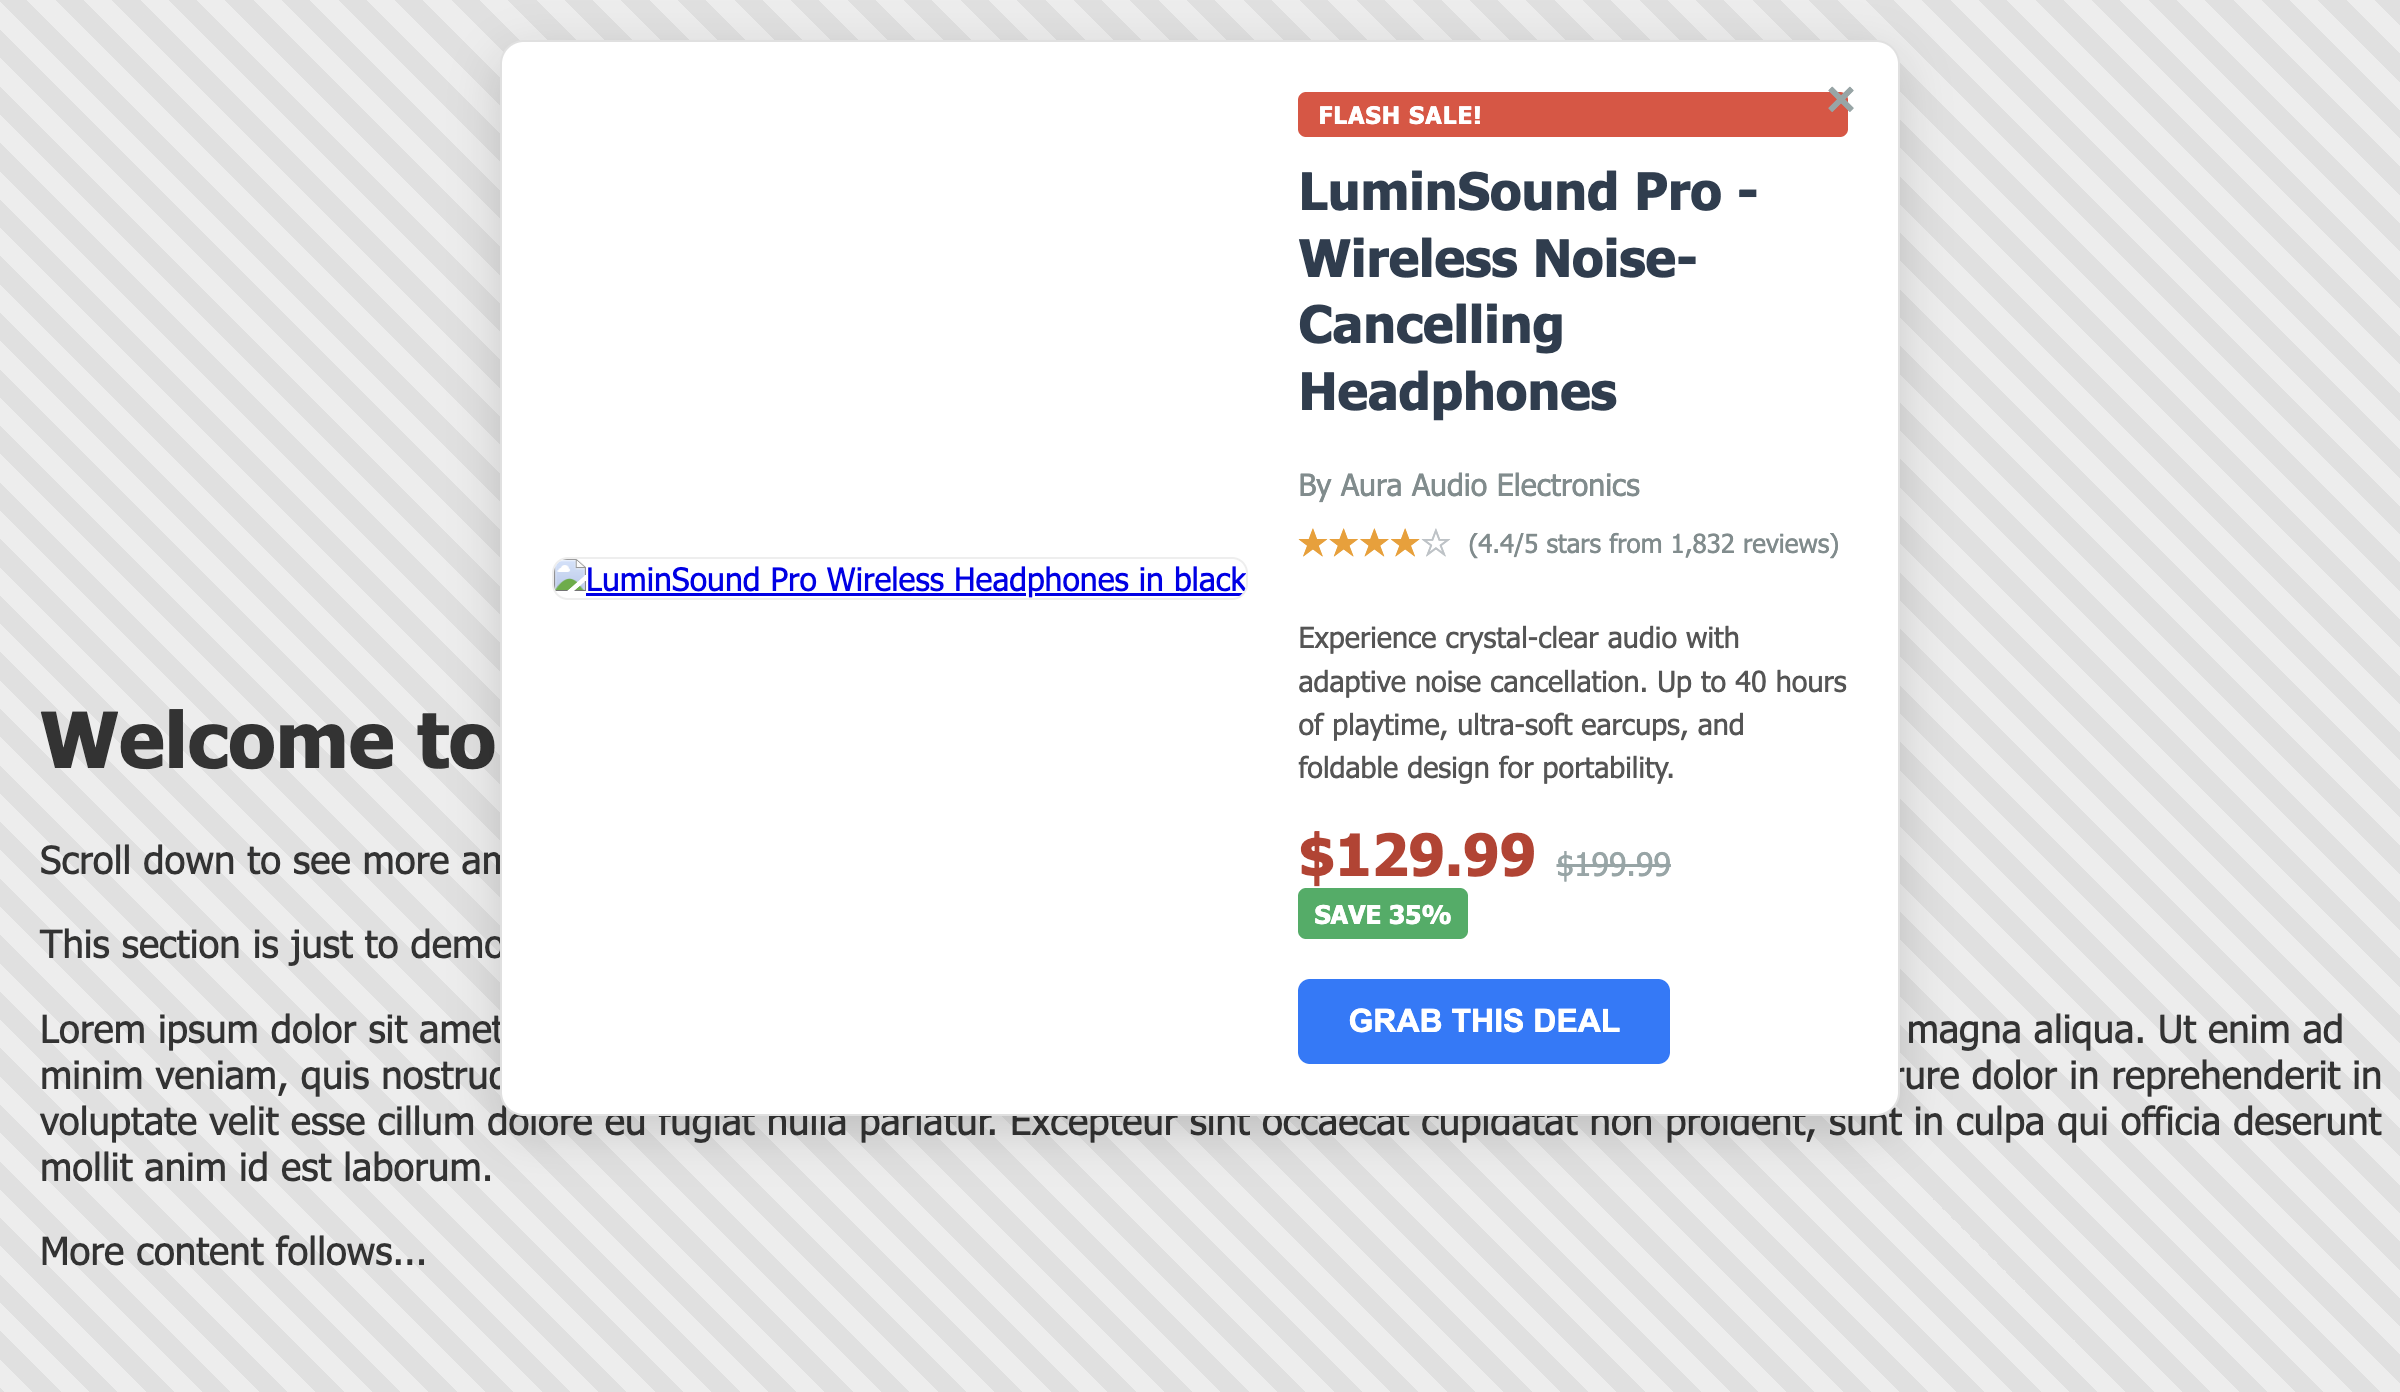 FLASH SALE!
LuminSound Pro -
Wireless Noise-
Cancelling
Headphones
By Aura Audio Electronics
★★★★☆ (4.4/5 stars from 1,832 reviews)
LuminSound Pro Wireless Headphones in black
Experience crystal-clear audio with
adaptive noise cancellation. Up to 40 hours
of playtime, ultra-soft earcups, and
foldable design for portability.
$129.99 $199.99
SAVE 35%
GRAB THIS DEAL
Welcome to
Scroll down to see more
This section is just to
Lorem ipsum dolor sit amet magna aliqua. Ut enim ad
minim veniam, quis dolor in reprehenderit in
voluptate velit esse cillum dolore eu fugiat nulla pariatur. Excepteur sint occaecat cupidatat non proident, sunt in culpa qui officia deserunt
mollit anim id est laborum.
More content follows...